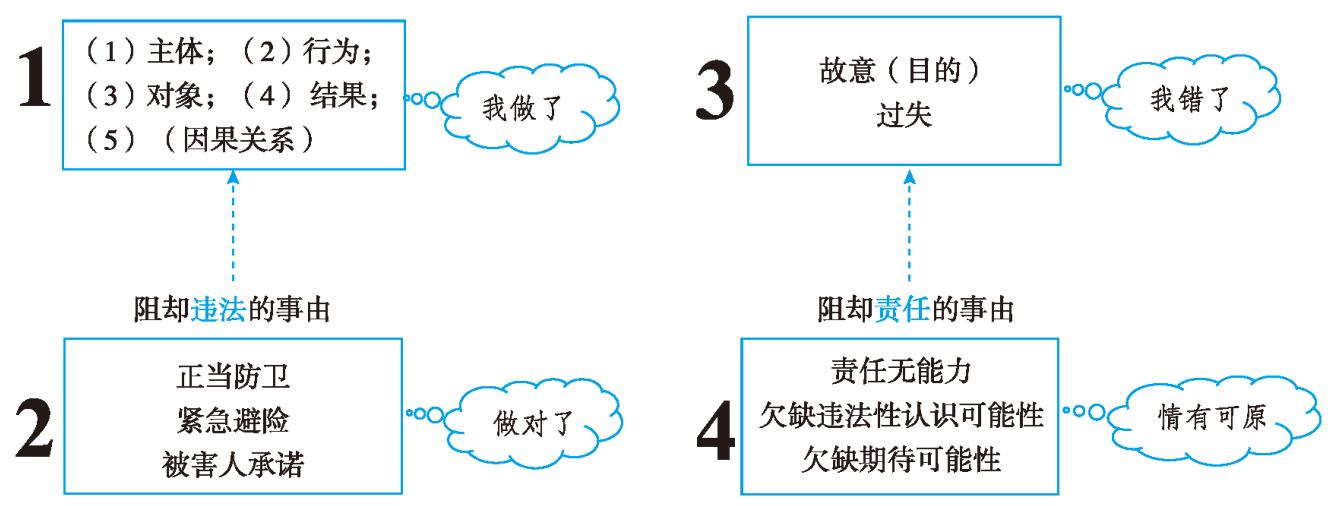 1
（1）主体；（2）行为；
（3）对象；（4）结果；
（5）（因果关系）
我做了
阻却违法的事由
2
正当防卫
紧急避险
被害人承诺
做对了
3
故意（目的）
过失
我错了
阻却责任的事由
4
责任无能力
欠缺违法性认识可能性
欠缺期待可能性
情有可原